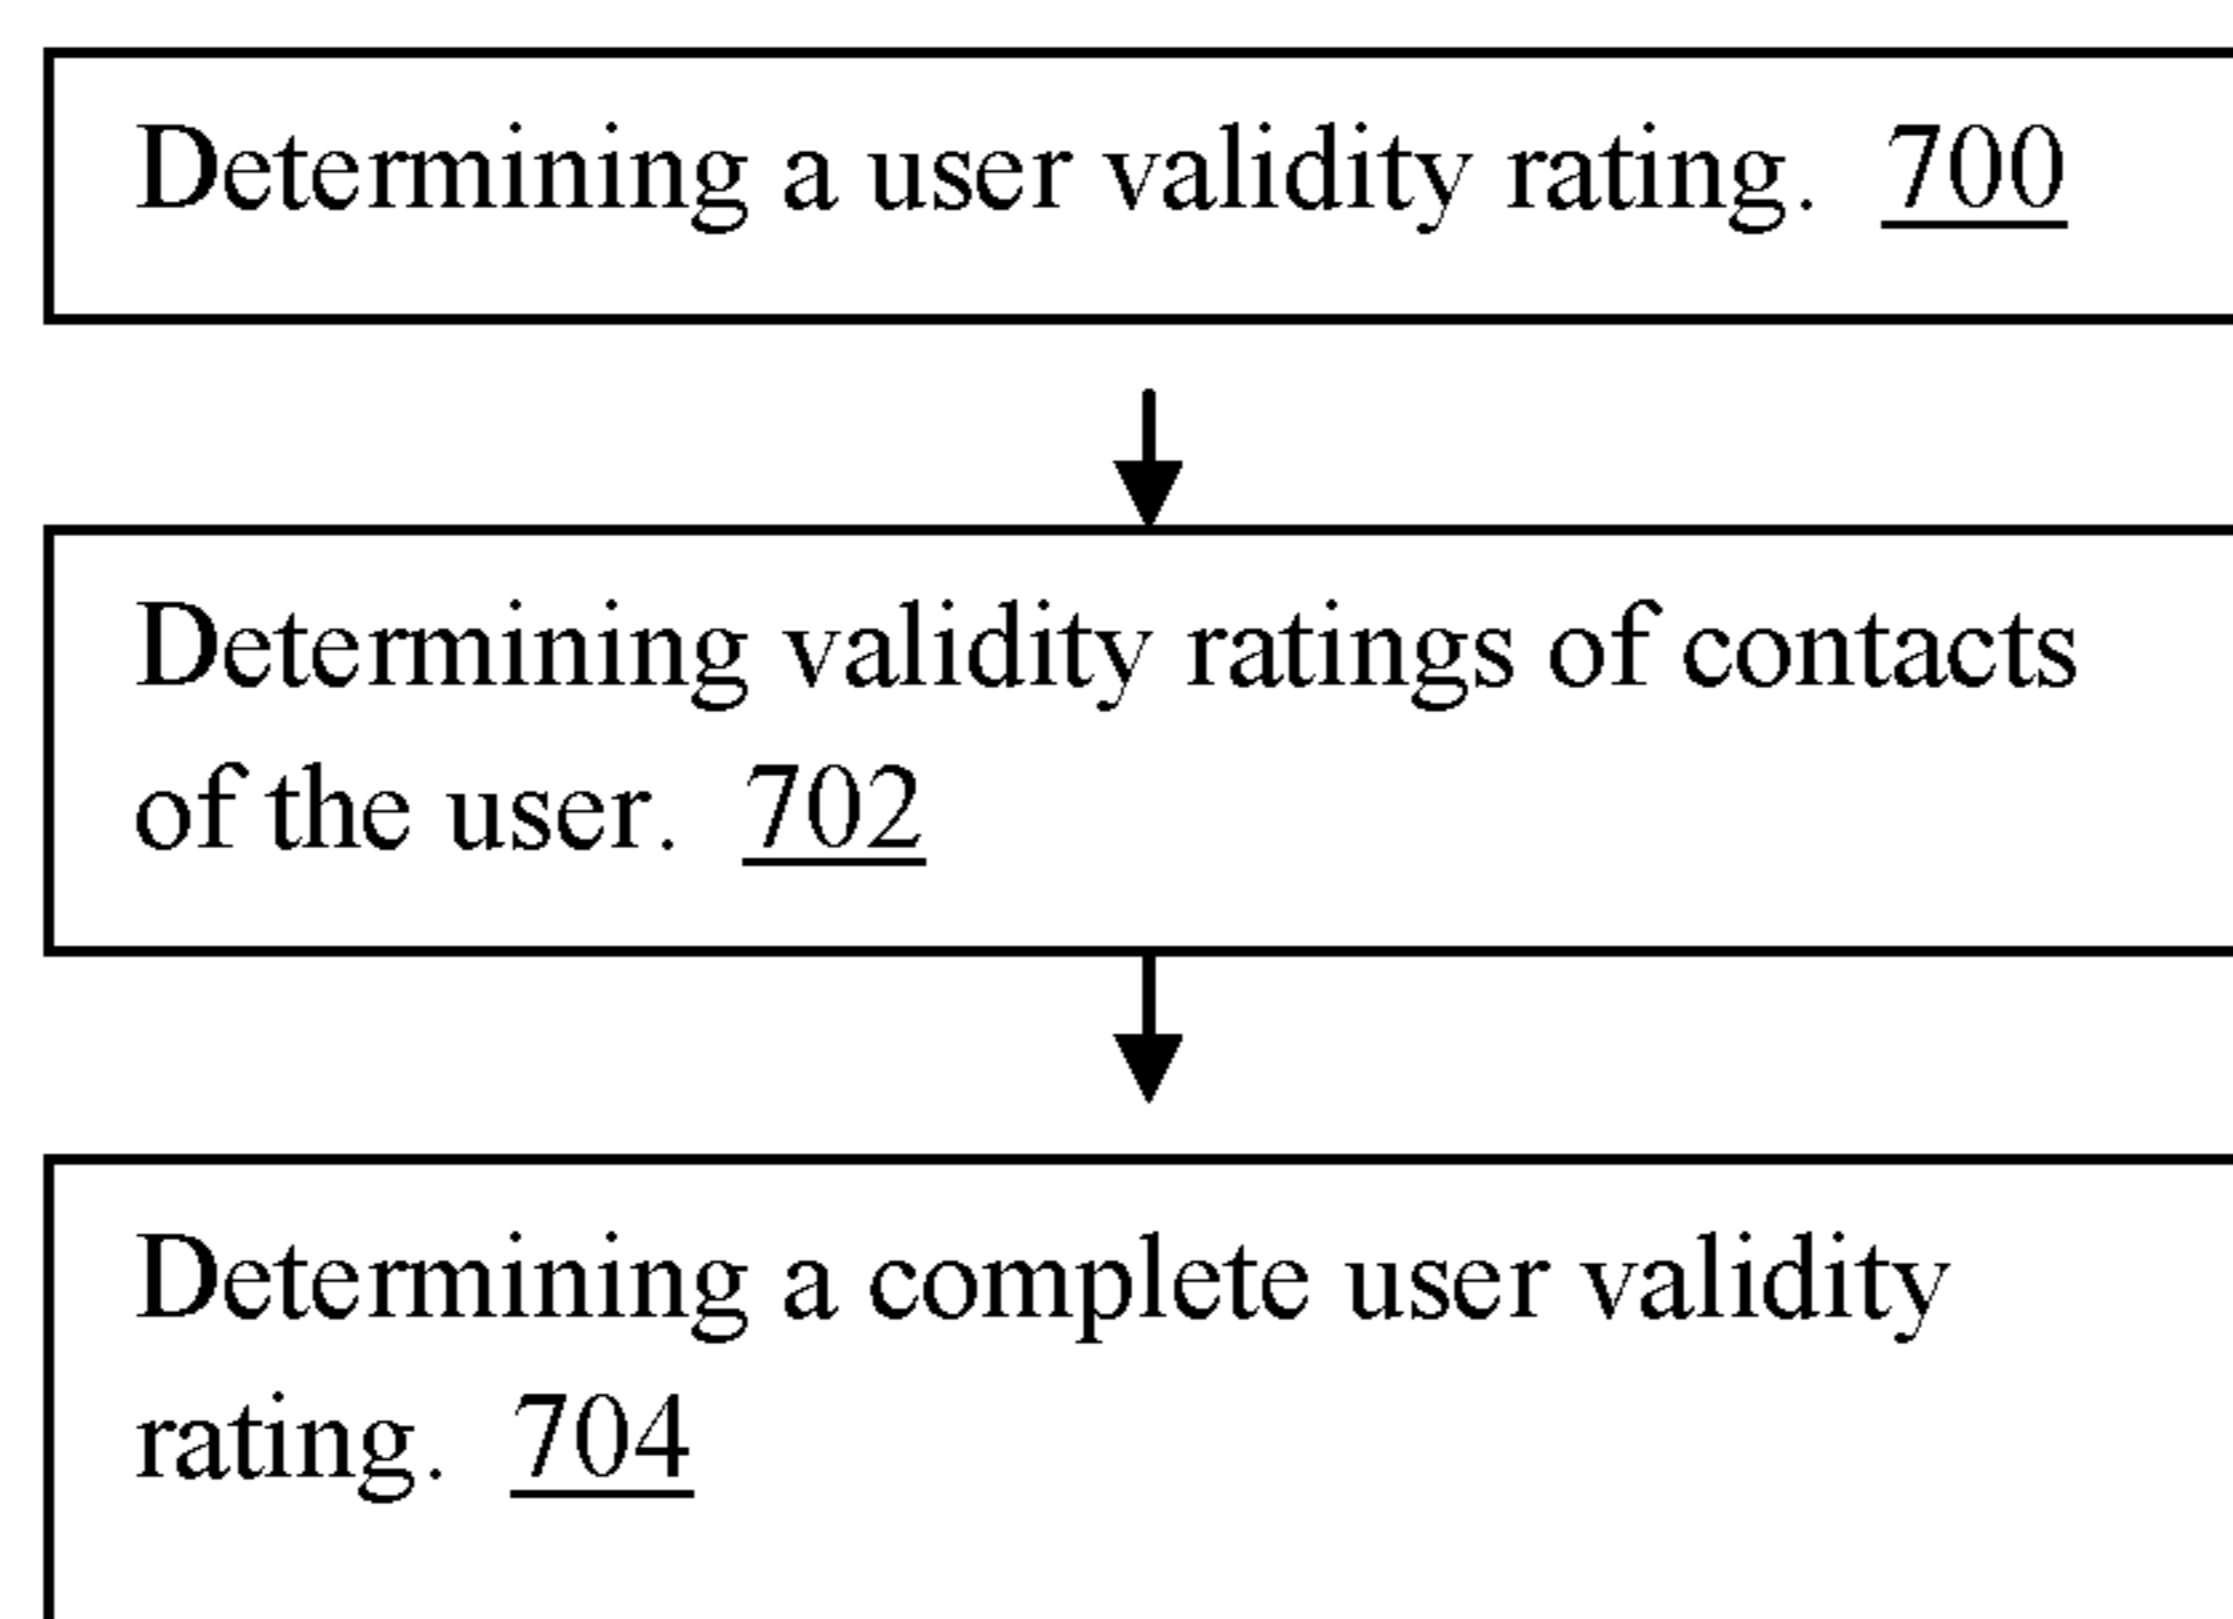 Determining a user validity rating. 700
Determining validity ratings of contacts
of the user. 702
Determining a complete user validity
rating. 704